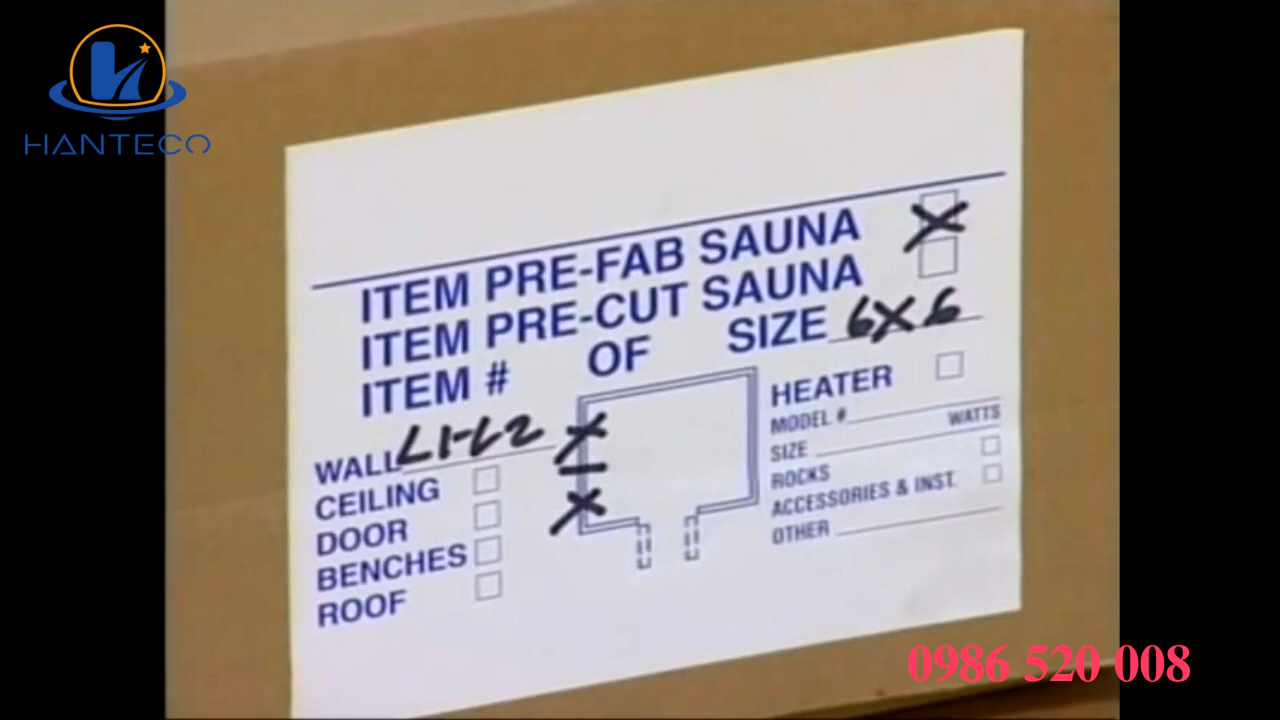 HANTECO
ITEM PRE-FAB SAUNA X
ITEM PRE-CUT SAUNA
ITEM # OF SIZE 6X6
WALL L1-L2
CEILING
DOOR
BENCHES
ROOF
X
X
HEATER
MODEL #
WATTS
SIZE
ROCKS
ACCESSORIES & INST.
OTHER
0986 520 008